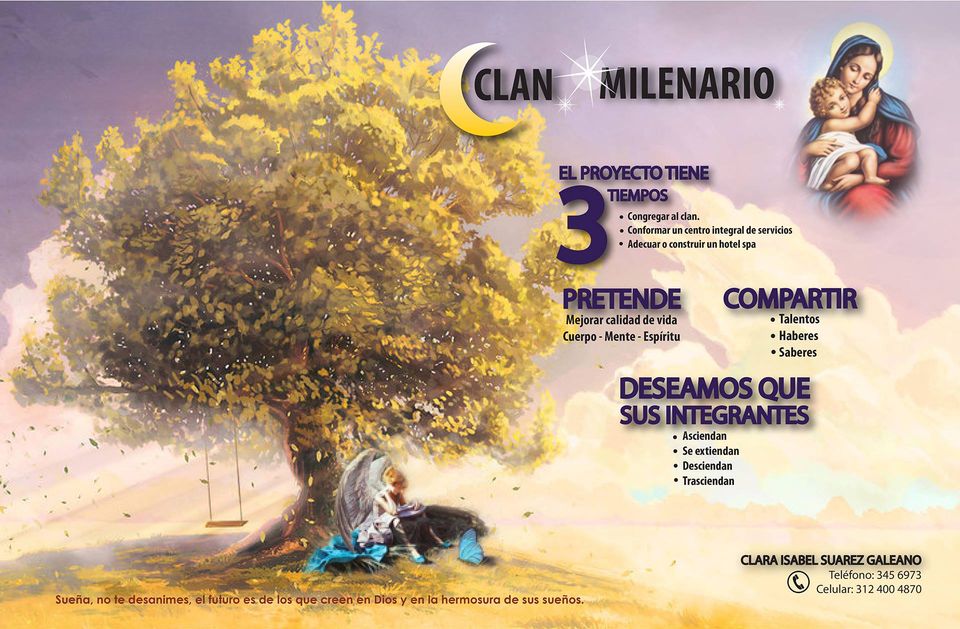 CLAN MILENARIO
EL PROYECTO TIENE
3 TIEMPOS
• Congregar al clan.
• Conformar un centro integral de servicios
• Adecuar o construir un hotel spa
PRETENDE
Mejorar calidad de vida
Cuerpo - Mente - Espíritu
COMPARTIR
• Talentos
• Haberes
• Saberes
DESEAMOS QUE
SUS INTEGRANTES
• Asciendan
• Se extiendan
• Desciendan
• Trasciendan
CLARA ISABEL SUAREZ GALEANO
Teléfono: 345 6973
Celular: 312 400 4870
Sueña, no te desanimes, el futuro es de los que creen en Dios y en la hermosura de sus sueños.